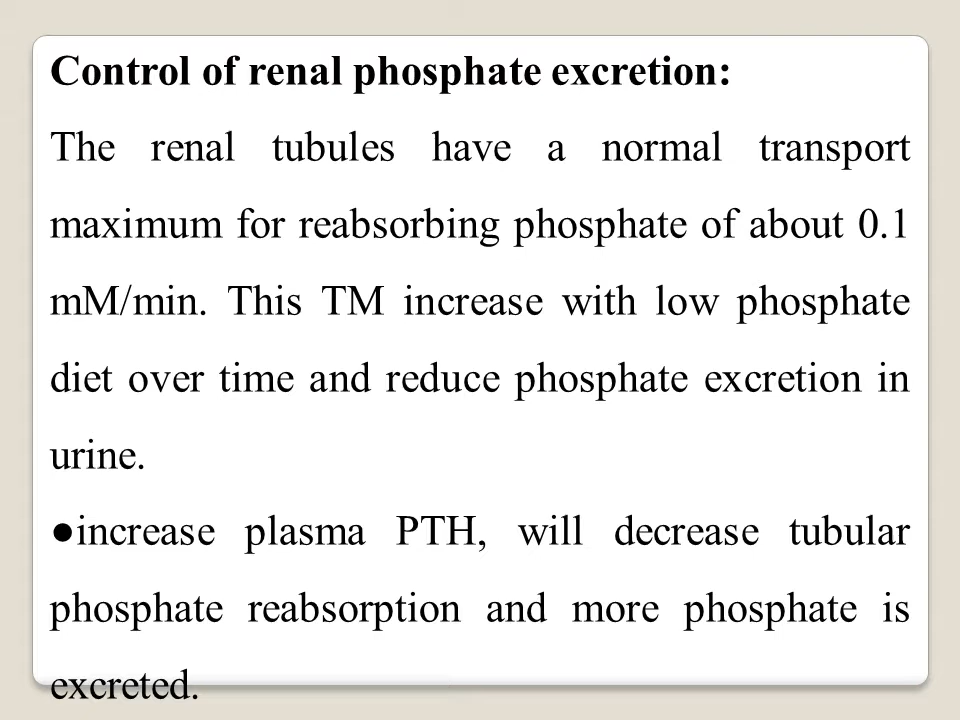 Control of renal phosphate excretion:
The renal tubules have a normal transport
maximum for reabsorbing phosphate of about 0.1
mM/min. This TM increase with low phosphate
diet over time and reduce phosphate excretion in
urine.
●increase plasma PTH, will decrease tubular
phosphate reabsorption and more phosphate is
excreted.